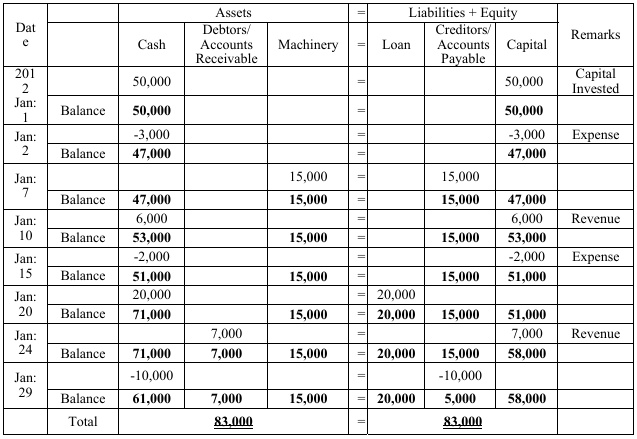 Assets = Liabilities + Equity
Dat
e Cash Debtors/
Accounts
Receivable Machinery = Loan Creditors/
Accounts
Payable Capital Remarks
201
2
Jan:
1 50,000 = 50,000 Capital
Invested
Balance 50,000 = 50,000
Jan:
2 -3,000 = -3,000 Expense
Balance 47,000 = 47,000
Jan:
7 15,000 = 15,000
Balance 47,000 15,000 = 15,000 47,000
Jan:
10 6,000 = 6,000 Revenue
Balance 53,000 15,000 = 15,000 53,000
Jan:
15 -2,000 = -2,000 Expense
Balance 51,000 15,000 = 15,000 51,000
Jan:
20 20,000 = 20,000
Balance 71,000 15,000 = 20,000 15,000 51,000
Jan:
24 7,000 = 7,000 Revenue
Balance 71,000 7,000 15,000 = 20,000 15,000 58,000
Jan:
29 -10,000 = -10,000
Balance 61,000 7,000 15,000 = 20,000 5,000 58,000
Total 83,000 = 83,000